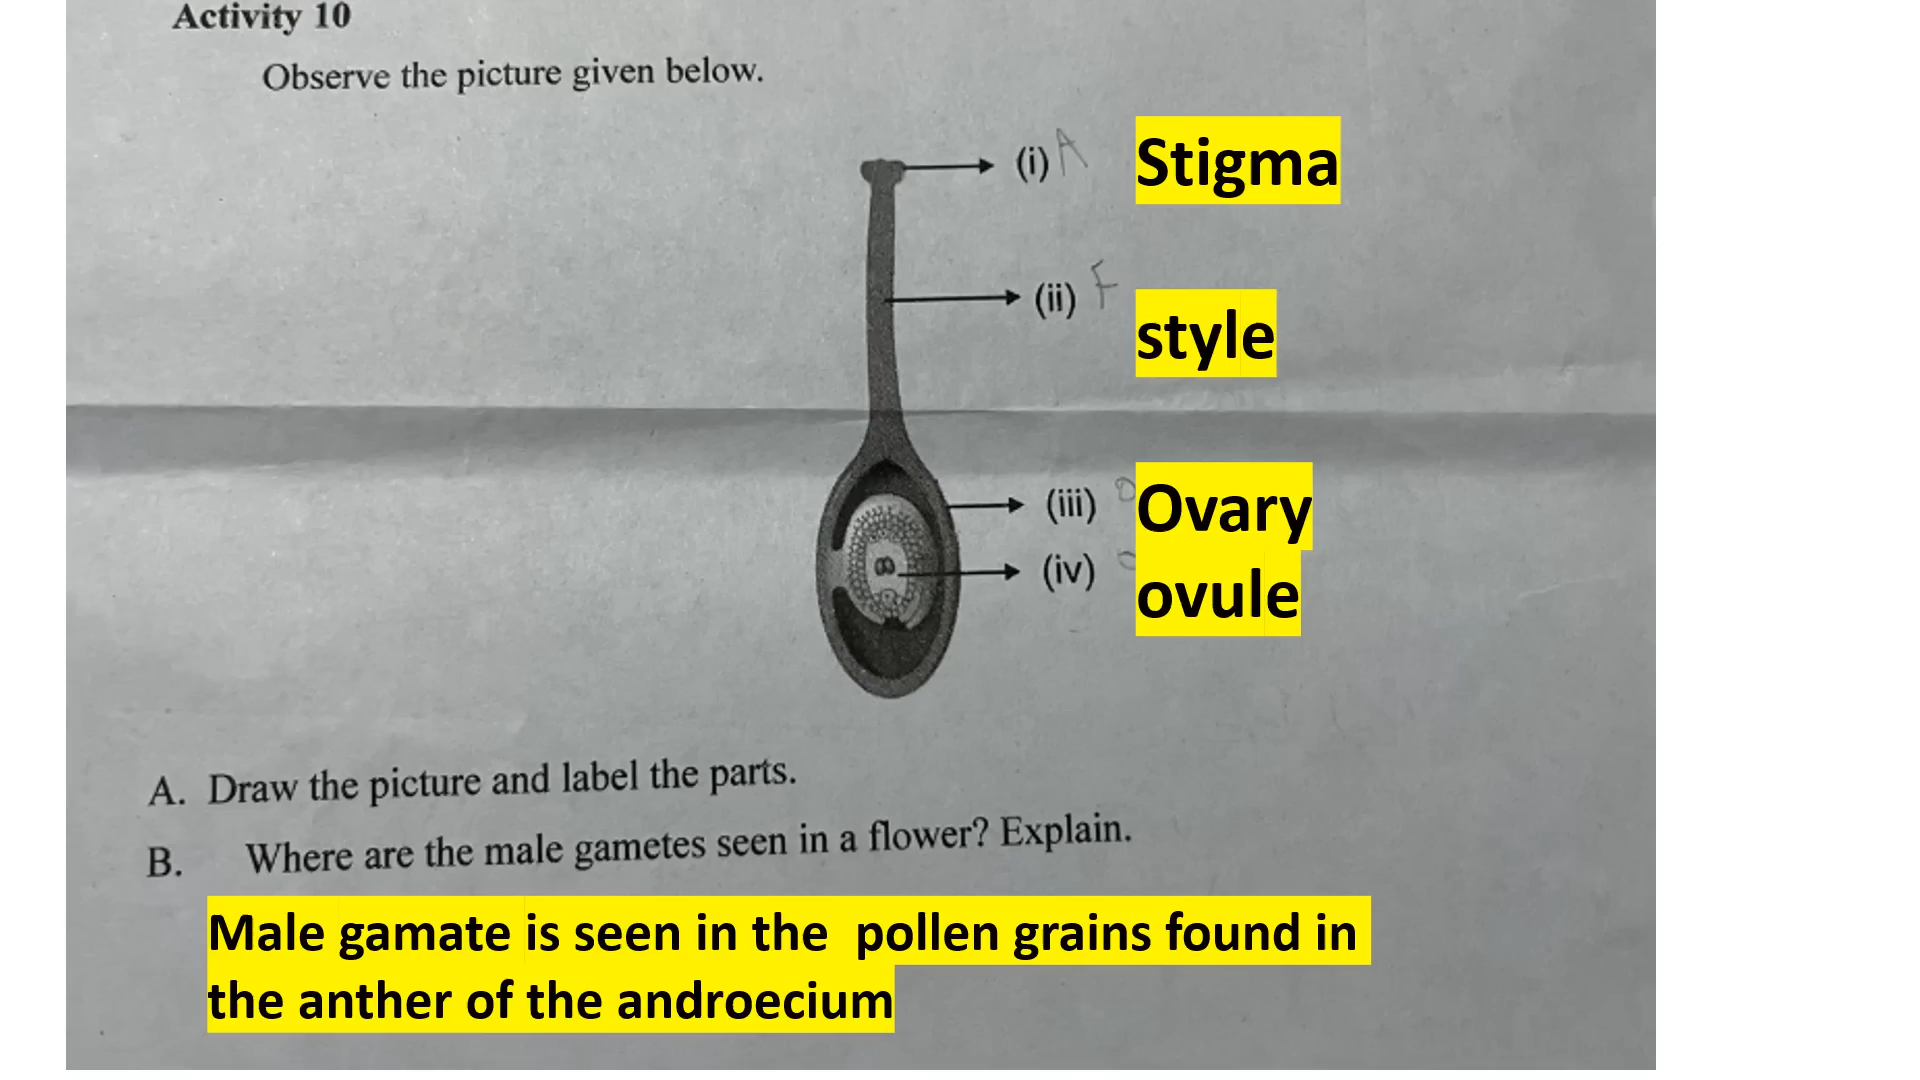 Activity 10
Observe the picture given below.
(i) A Stigma
(ii) F style
(iii) Ovary
(iv) ovule
A. Draw the picture and label the parts.
B. Where are the male gametes seen in a flower? Explain.
Male gamate is seen in the pollen grains found in
the anther of the androecium